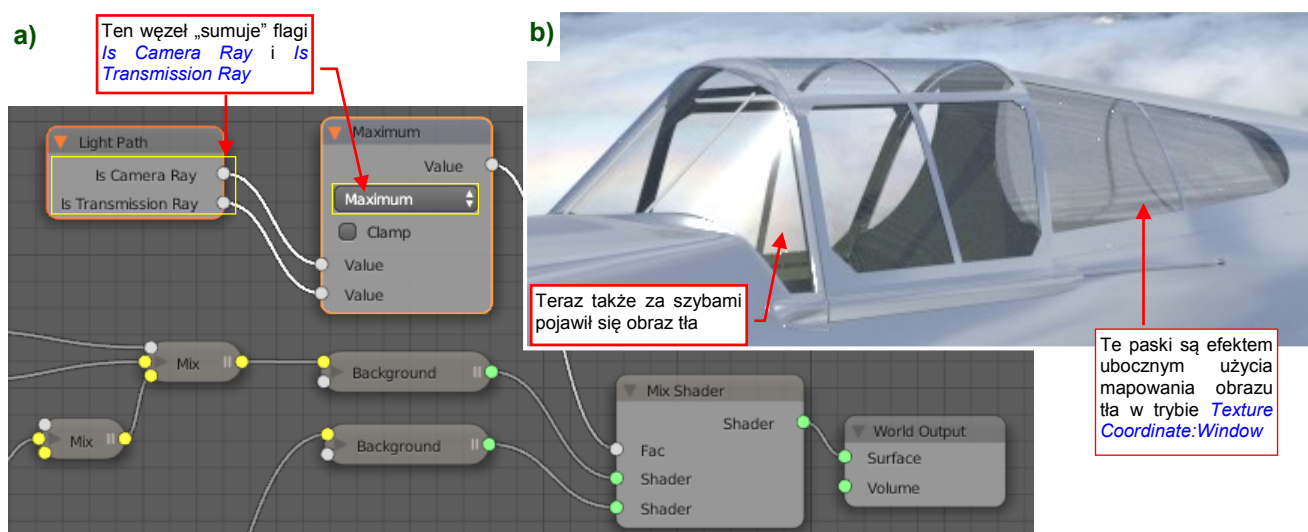 a)
Ten węzeł „sumuje” flagi
Is Camera Ray i Is
Transmission Ray
Light Path
Is Camera Ray
Is Transmission Ray
Maximum
Value
Maximum
Clamp
Value
Value
Mix
Mix
Background
Background
Mix Shader
Shader
Fac
Shader
Shader
World Output
Surface
Volume
b)
Teraz także za szybami
pojawił się obraz tła
Te paski są efektem
ubocznym użycia
mapowania obrazu
tła w trybie Texture
Coordinate:Window